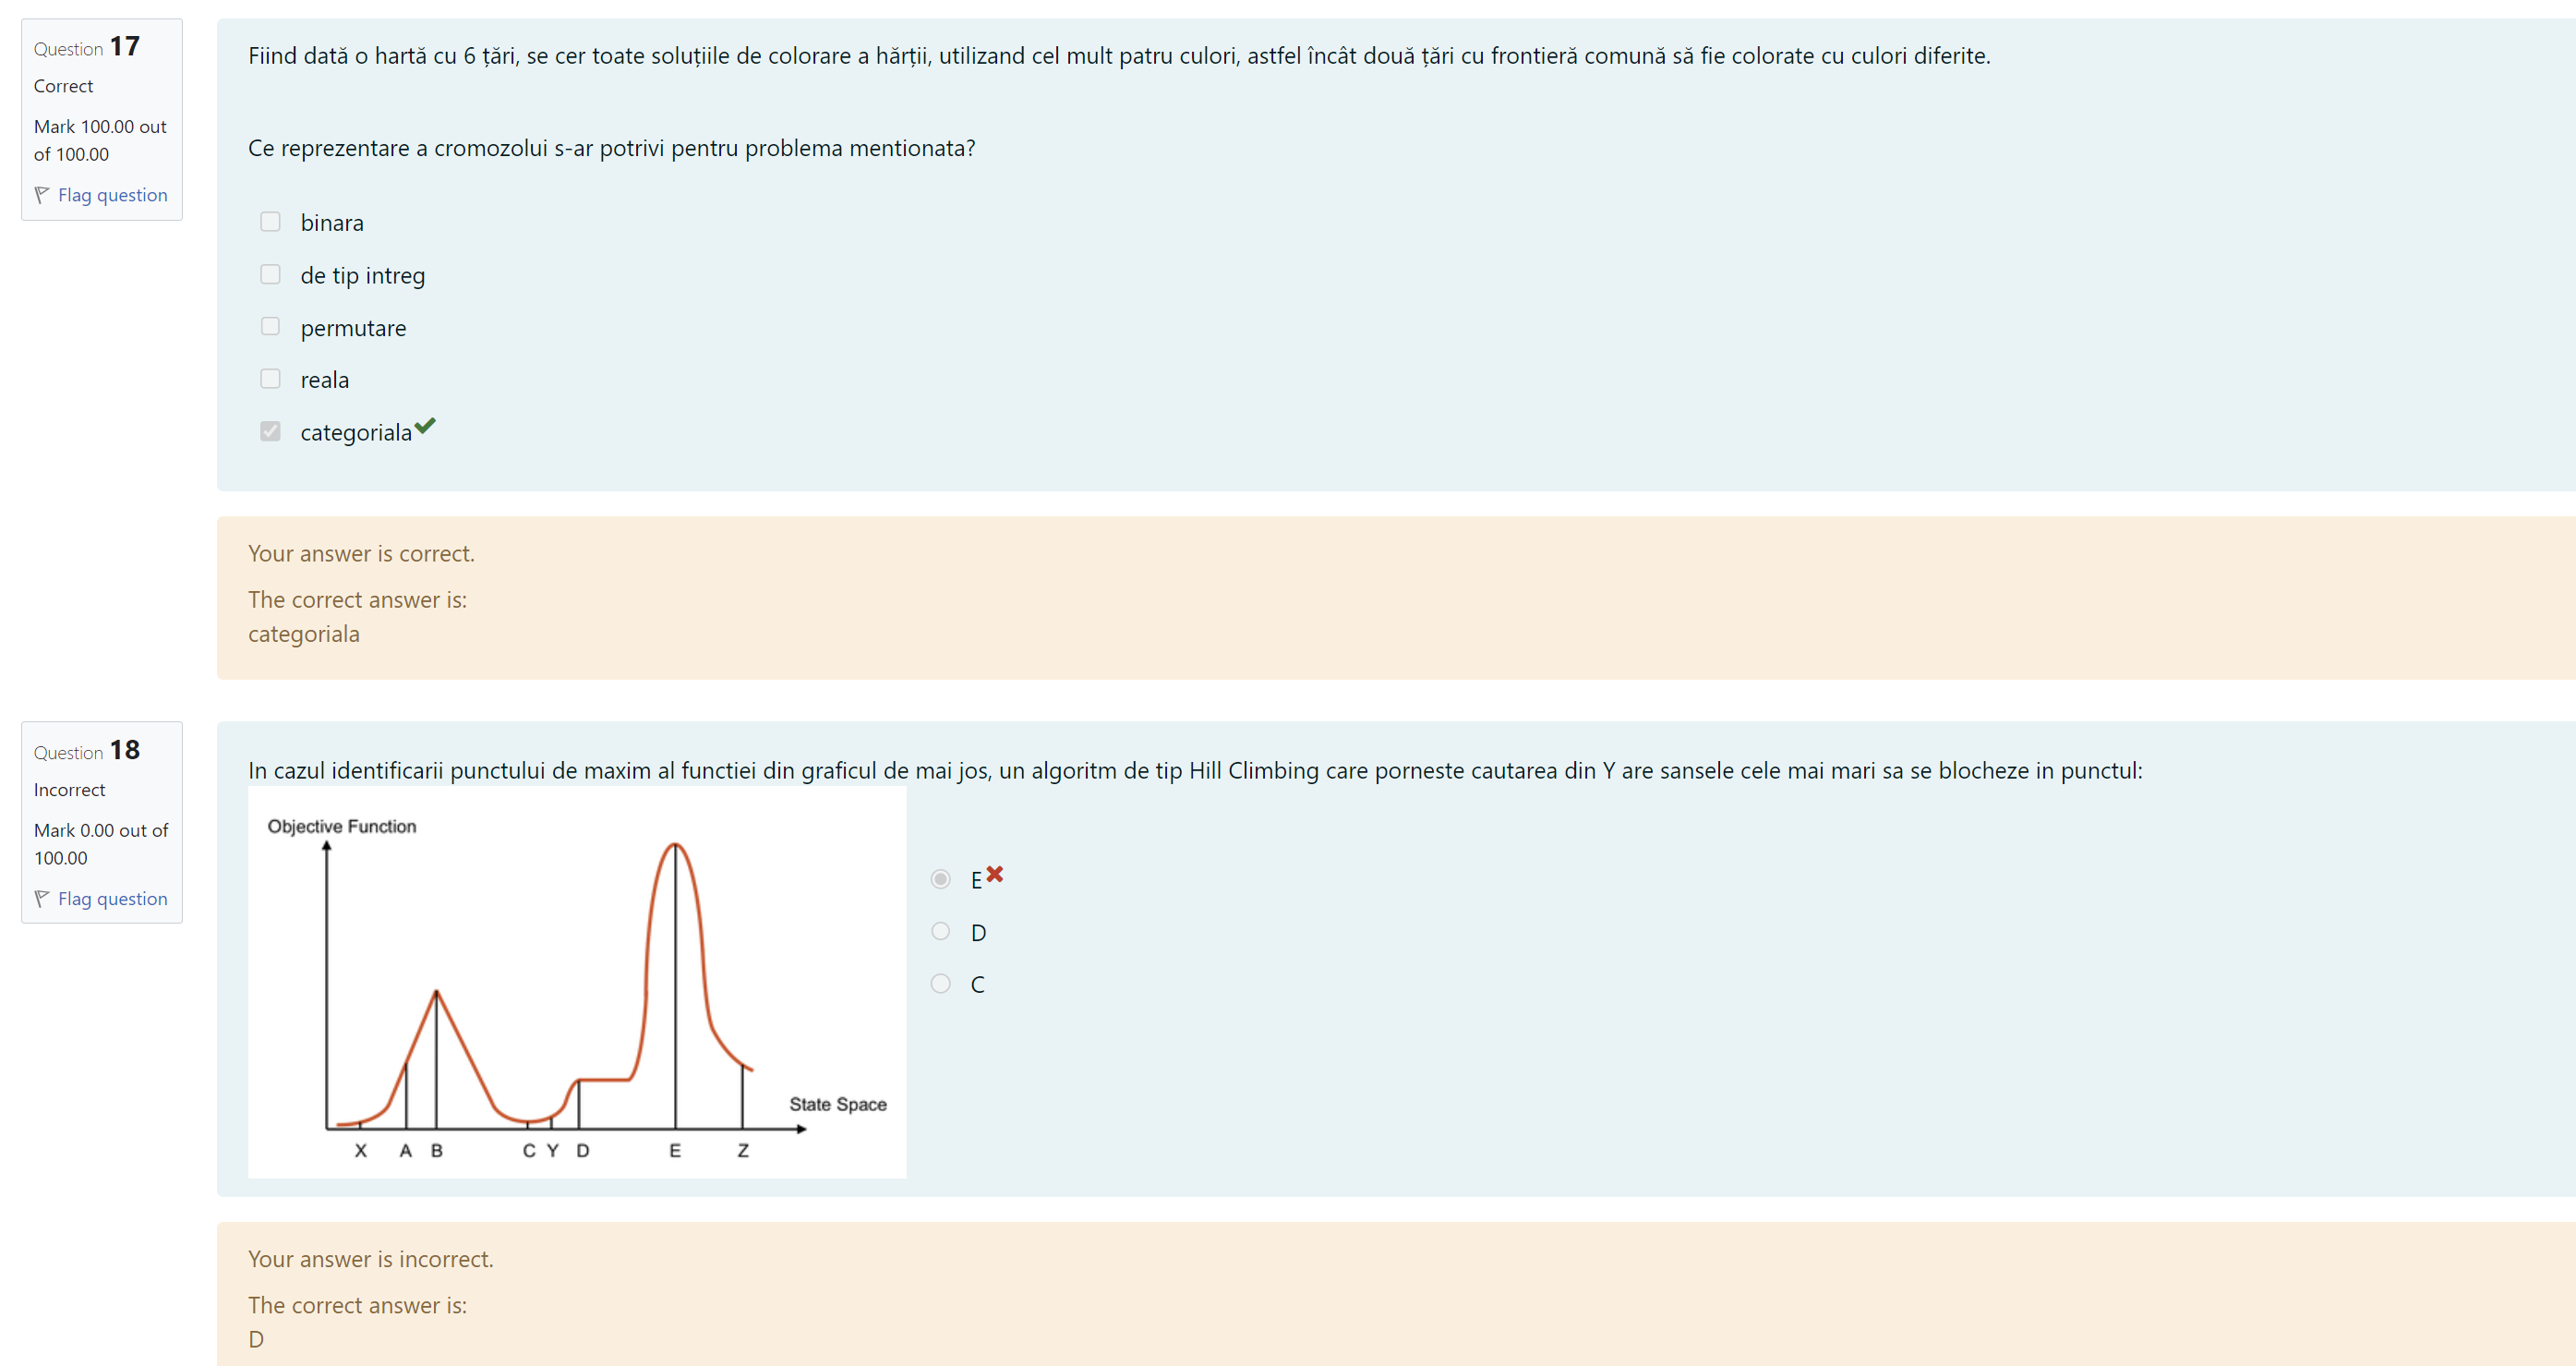 Question 17
Correct
Mark 100.00 out
of 100.00
Flag question
Fiind dată o hartă cu 6 țări, se cer toate soluțiile de colorare a hărții, utilizand cel mult patru culori, astfel încât două țări cu frontieră comună să fie colorate cu culori diferite.
Ce reprezentare a cromozolui s-ar potrivi pentru problema mentionata?
binara
de tip intreg
permutare
reala
categoriala
Your answer is correct.
The correct answer is:
categoriala
Question 18
Incorrect
Mark 0.00 out of
100.00
Flag question
In cazul identificarii punctului de maxim al functiei din graficul de mai jos, un algoritm de tip Hill Climbing care porneste cautarea din Y are sansele cele mai mari sa se blocheze in punctul:
Objective Function
State Space
X A B C Y D E Z
E
D
C
Your answer is incorrect.
The correct answer is:
D